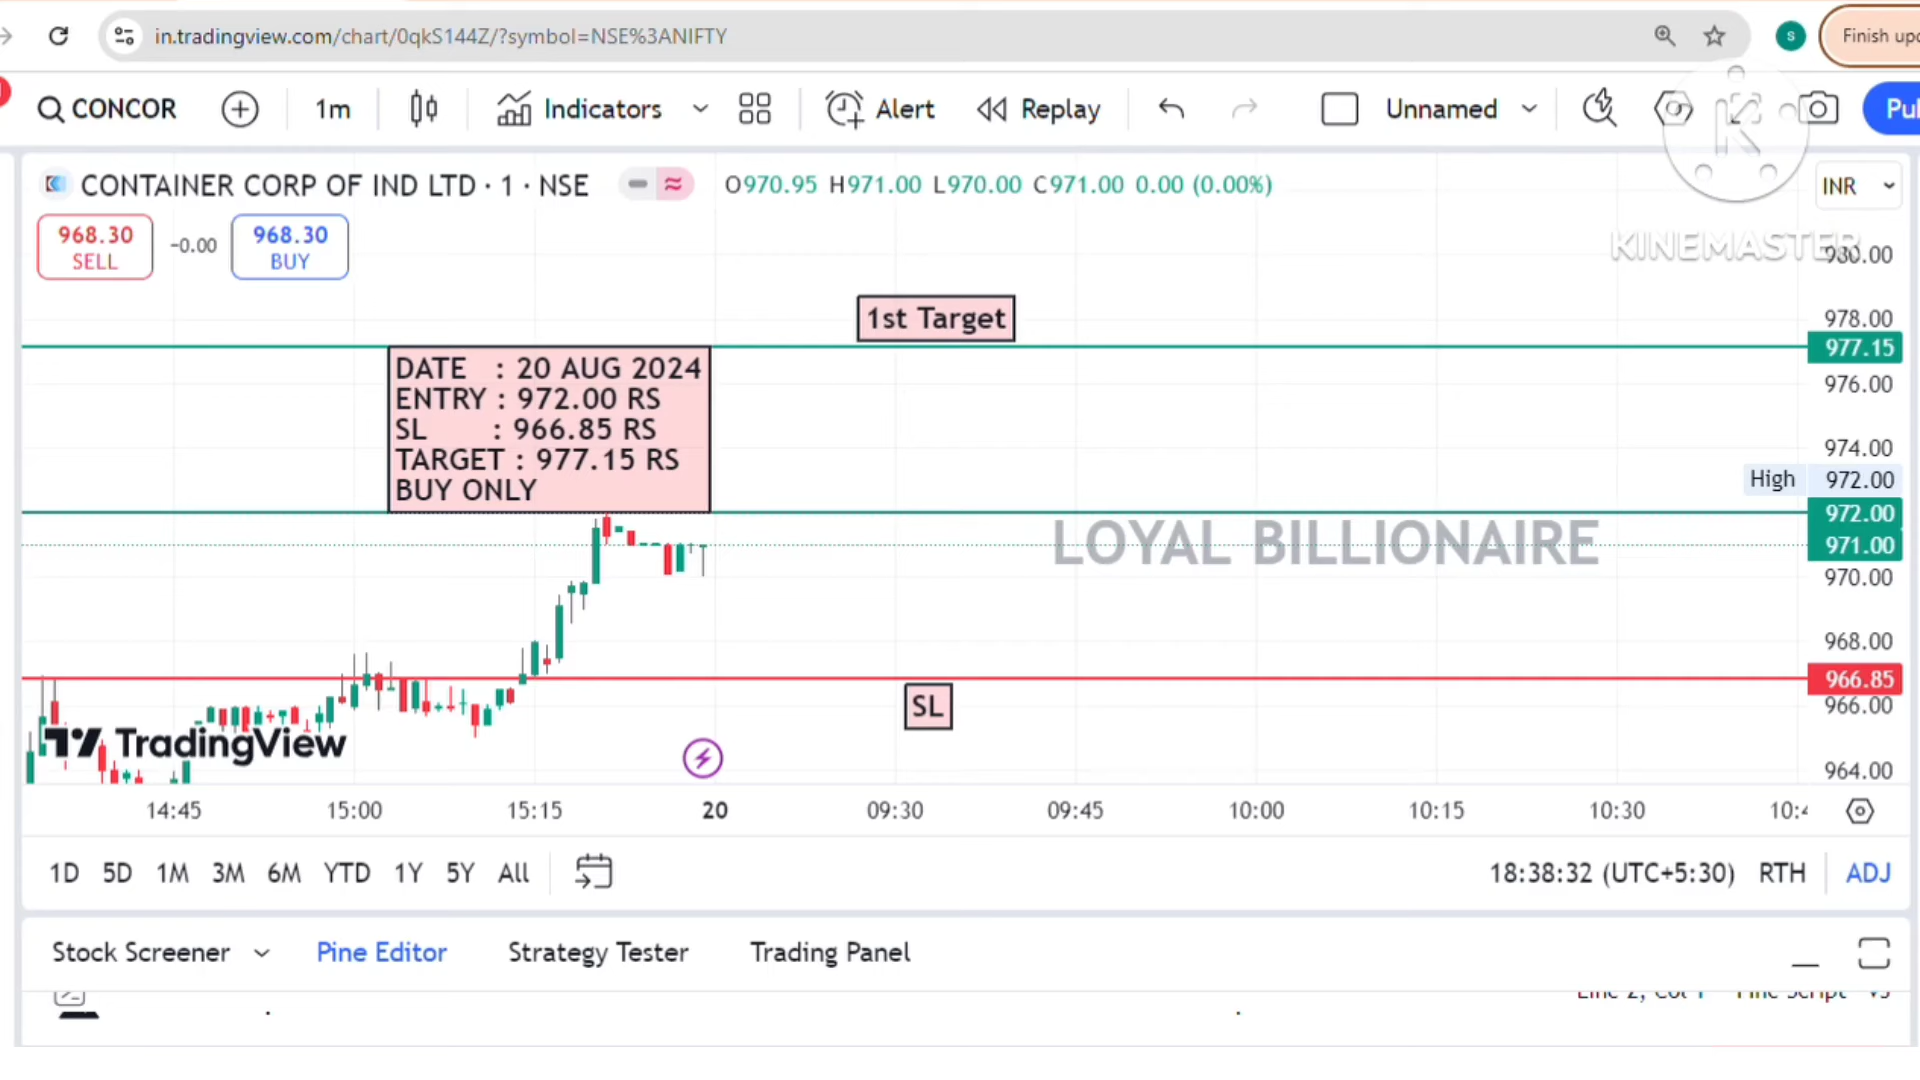 in.tradingview.com/chart/0qkS144Z/?symbol=NSE%3ANIFTY
S
Finish upd
CONCOR 1m Indicators Alert Replay Unnamed Pul
CONTAINER CORP OF IND LTD · 1 · NSE O970.95 H971.00 L970.00 C971.00 0.00 (0.00%)
INR
968.30
SELL
−0.00
968.30
BUY
KINEMASTER
980.00
1st Target
978.00
977.15
DATE : 20 AUG 2024
ENTRY : 972.00 RS
SL : 966.85 RS
TARGET : 977.15 RS
BUY ONLY
976.00
974.00
High 972.00
972.00
LOYAL BILLIONAIRE
971.00
970.00
968.00
966.85
SL
966.00
TradingView
964.00
14:45 15:00 15:15 20 09:30 09:45 10:00 10:15 10:30
1D 5D 1M 3M 6M YTD 1Y 5Y All 18:38:32 (UTC+5:30) RTH ADJ
Stock Screener Pine Editor Strategy Tester Trading Panel